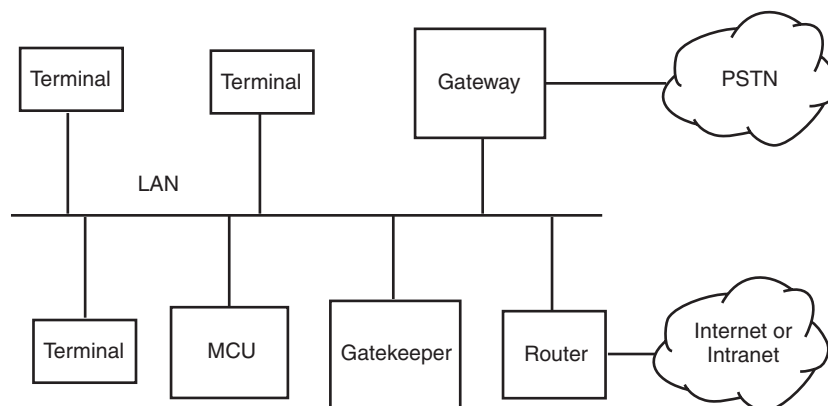 Terminal
Terminal
Gateway
PSTN
LAN
Terminal
MCU
Gatekeeper
Router
Internet or
Intranet